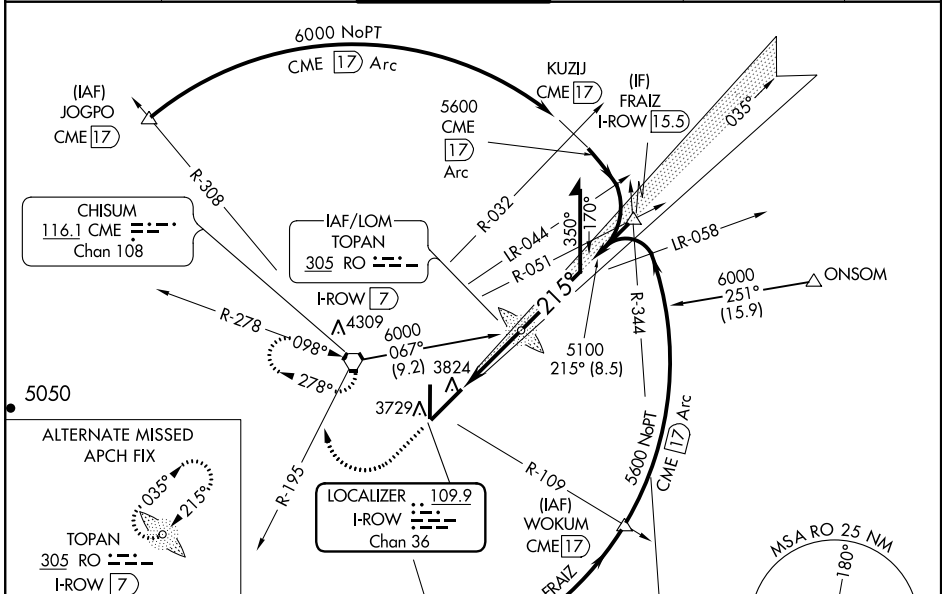 6000 NoPT
CME 17 Arc
(IAF)
JOGPO
CME 17
KUZIJ
CME 17
(IF)
FRAIZ
I-ROW 15.5
035°
5600
CME
17
Arc
R-308
R-032
CHISUM
116.1 CME
Chan 108
IAF/LOM
TOPAN
305 RO
I-ROW 7
LR-044
R-051
350°
170°
LR-058
215°
6000
251°
(15.9)
ONSOM
R-278
098°
278°
4309
6000
067°
(9.2)
5100
215° (8.5)
R-344
3824
3729
5050
ALTERNATE MISSED
APCH FIX
035°
215°
TOPAN
305 RO
I-ROW 7
R-195
LOCALIZER 109.9
I-ROW
Chan 36
R-109
(IAF)
WOKUM
CME 17
5600 NoPT
CME 17 Arc
FRAIZ
MSA RO 25 NM
180°